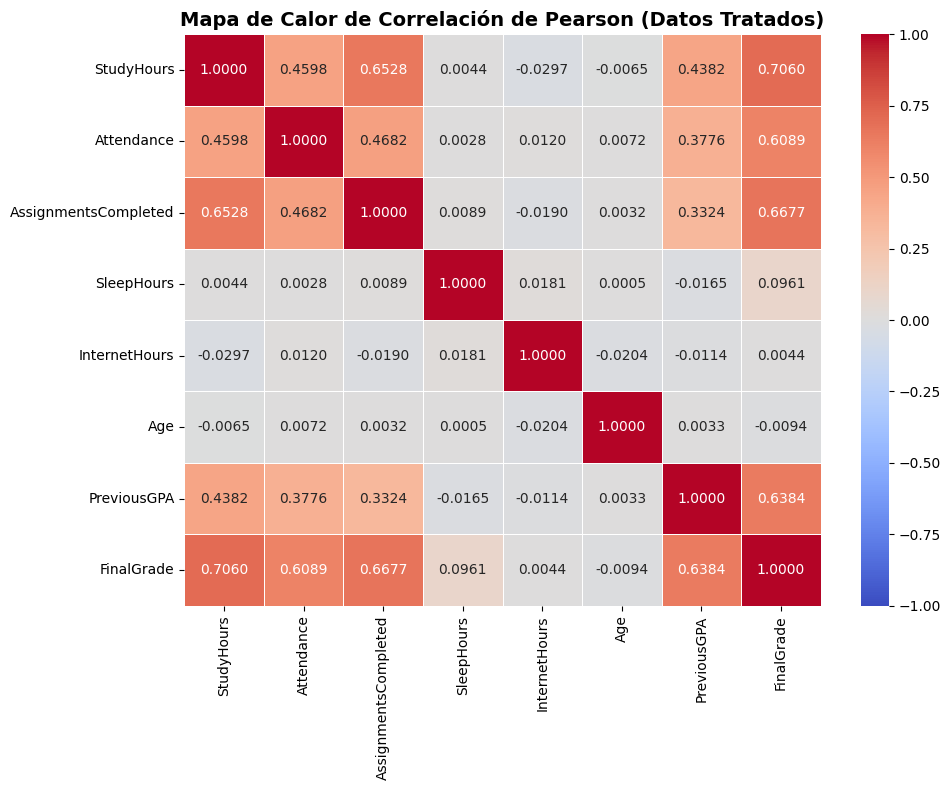 Mapa de Calor de Correlación de Pearson (Datos Tratados)
StudyHours 1.0000 0.4598 0.6528 0.0044 -0.0297 -0.0065 0.4382 0.7060
Attendance 0.4598 1.0000 0.4682 0.0028 0.0120 0.0072 0.3776 0.6089
AssignmentsCompleted 0.6528 0.4682 1.0000 0.0089 -0.0190 0.0032 0.3324 0.6677
SleepHours 0.0044 0.0028 0.0089 1.0000 0.0181 0.0005 -0.0165 0.0961
InternetHours -0.0297 0.0120 -0.0190 0.0181 1.0000 -0.0204 -0.0114 0.0044
Age -0.0065 0.0072 0.0032 0.0005 -0.0204 1.0000 0.0033 -0.0094
PreviousGPA 0.4382 0.3776 0.3324 -0.0165 -0.0114 0.0033 1.0000 0.6384
FinalGrade 0.7060 0.6089 0.6677 0.0961 0.0044 -0.0094 0.6384 1.0000
StudyHours
Attendance
AssignmentsCompleted
SleepHours
InternetHours
Age
PreviousGPA
FinalGrade
1.00
0.75
0.50
0.25
0.00
−0.25
−0.50
−0.75
−1.00